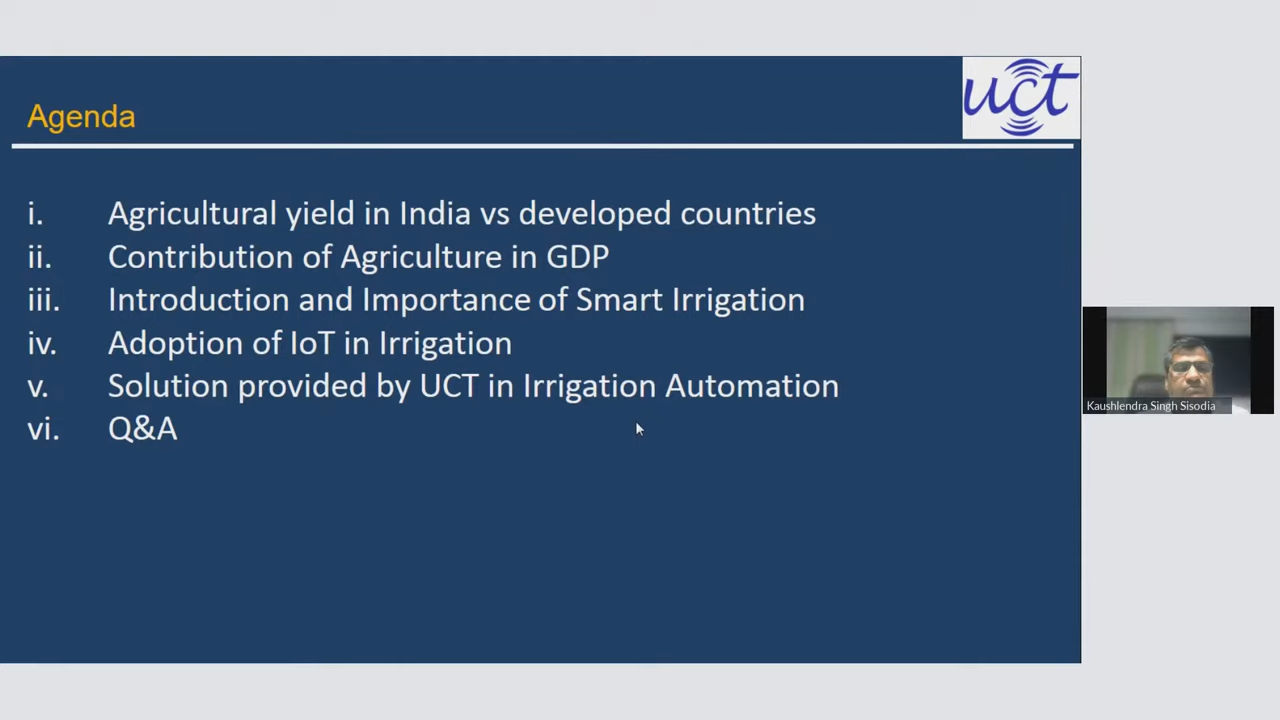 uct
Agenda
i. Agricultural yield in India vs developed countries
ii. Contribution of Agriculture in GDP
iii. Introduction and Importance of Smart Irrigation
iv. Adoption of IoT in Irrigation
v. Solution provided by UCT in Irrigation Automation
vi. Q&A
Kaushlendra Singh Sisodia